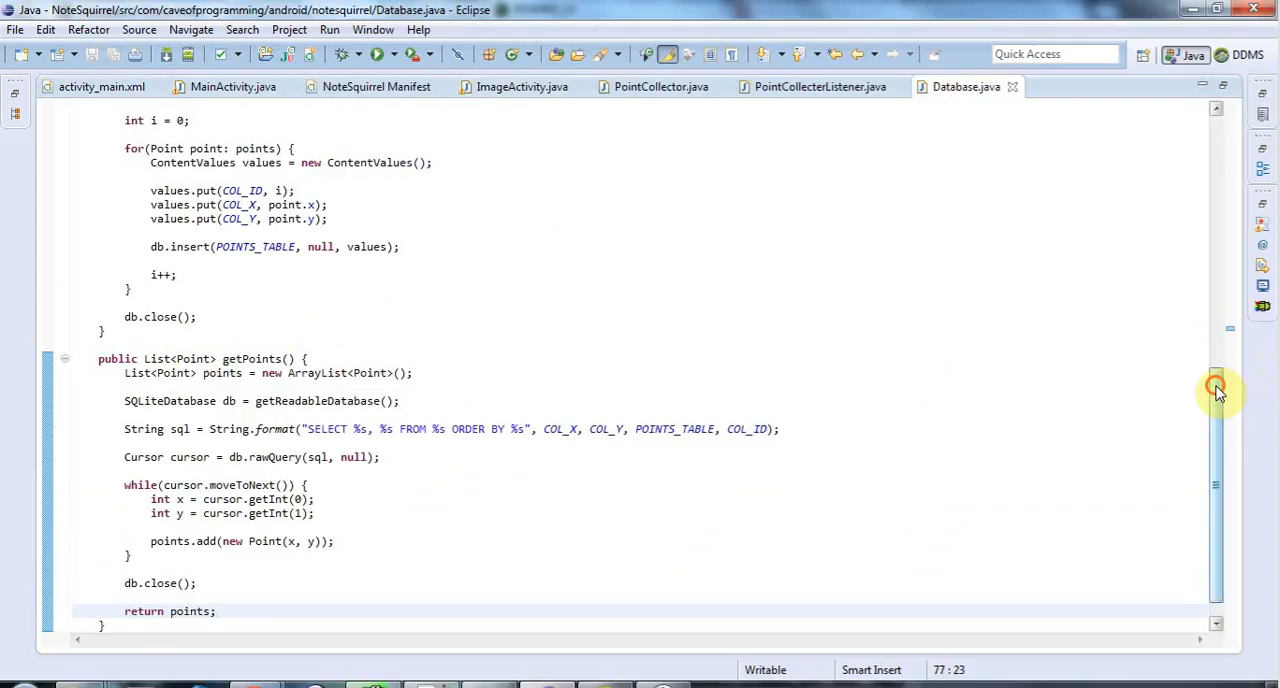 Java - NoteSquirrel/src/com/caveofprogramming/android/notesquirrel/Database.java - Eclipse
File Edit Refactor Source Navigate Search Project Run Window Help
Quick Access Java DDMS
activity_main.xml MainActivity.java NoteSquirrel Manifest ImageActivity.java PointCollector.java PointCollecterListener.java Database.java
int i = 0;
for(Point point: points) {
ContentValues values = new ContentValues();
values.put(COL_ID, i);
values.put(COL_X, point.x);
values.put(COL_Y, point.y);
db.insert(POINTS_TABLE, null, values);
i++;
}
db.close();
}
public List<Point> getPoints() {
List<Point> points = new ArrayList<Point>();
SQLiteDatabase db = getReadableDatabase();
String sql = String.format("SELECT %s, %s FROM %s ORDER BY %s", COL_X, COL_Y, POINTS_TABLE, COL_ID);
Cursor cursor = db.rawQuery(sql, null);
while(cursor.moveToNext()) {
int x = cursor.getInt(0);
int y = cursor.getInt(1);
points.add(new Point(x, y));
}
db.close();
return points;
}
Writable Smart Insert 77 : 23